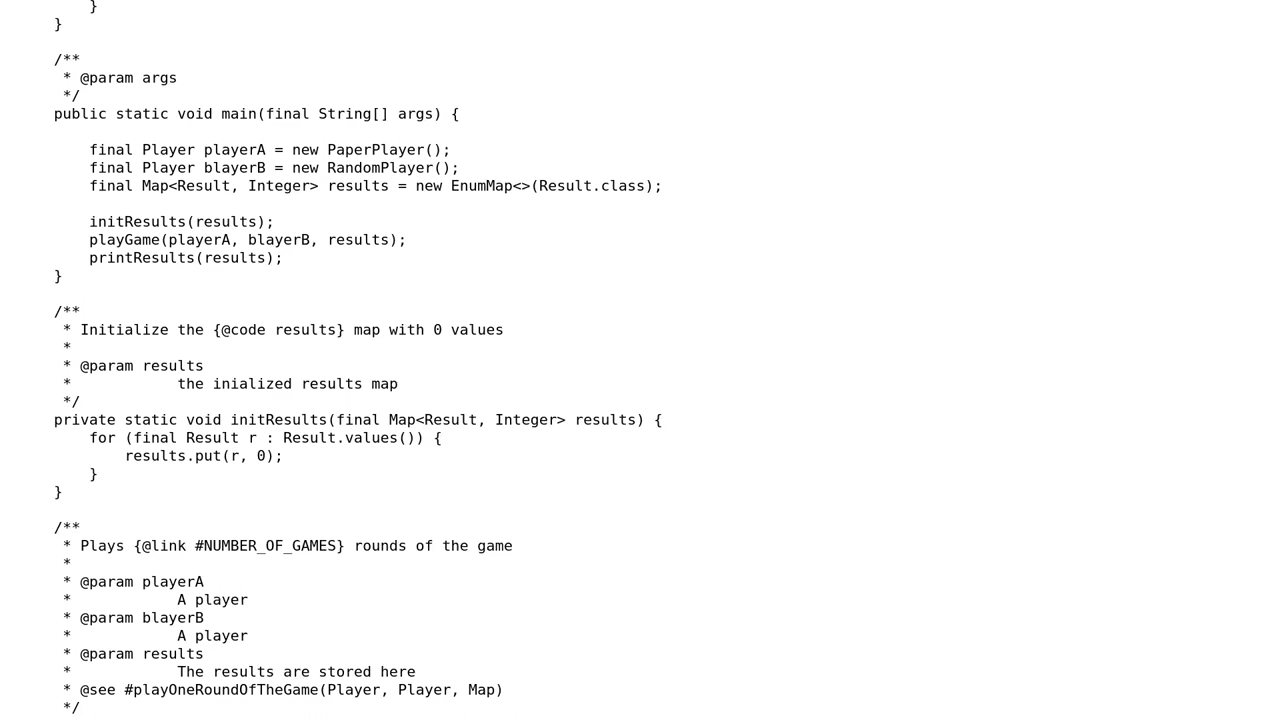 }
}

/**
 * @param args
 */
public static void main(final String[] args) {

    final Player playerA = new PaperPlayer();
    final Player blayerB = new RandomPlayer();
    final Map<Result, Integer> results = new EnumMap<>(Result.class);

    initResults(results);
    playGame(playerA, blayerB, results);
    printResults(results);
}

/**
 * Initialize the {@code results} map with 0 values
 *
 * @param results
 *            the inialized results map
 */
private static void initResults(final Map<Result, Integer> results) {
    for (final Result r : Result.values()) {
        results.put(r, 0);
    }
}

/**
 * Plays {@link #NUMBER_OF_GAMES} rounds of the game
 *
 * @param playerA
 *            A player
 * @param blayerB
 *            A player
 * @param results
 *            The results are stored here
 * @see #playOneRoundOfTheGame(Player, Player, Map)
 */